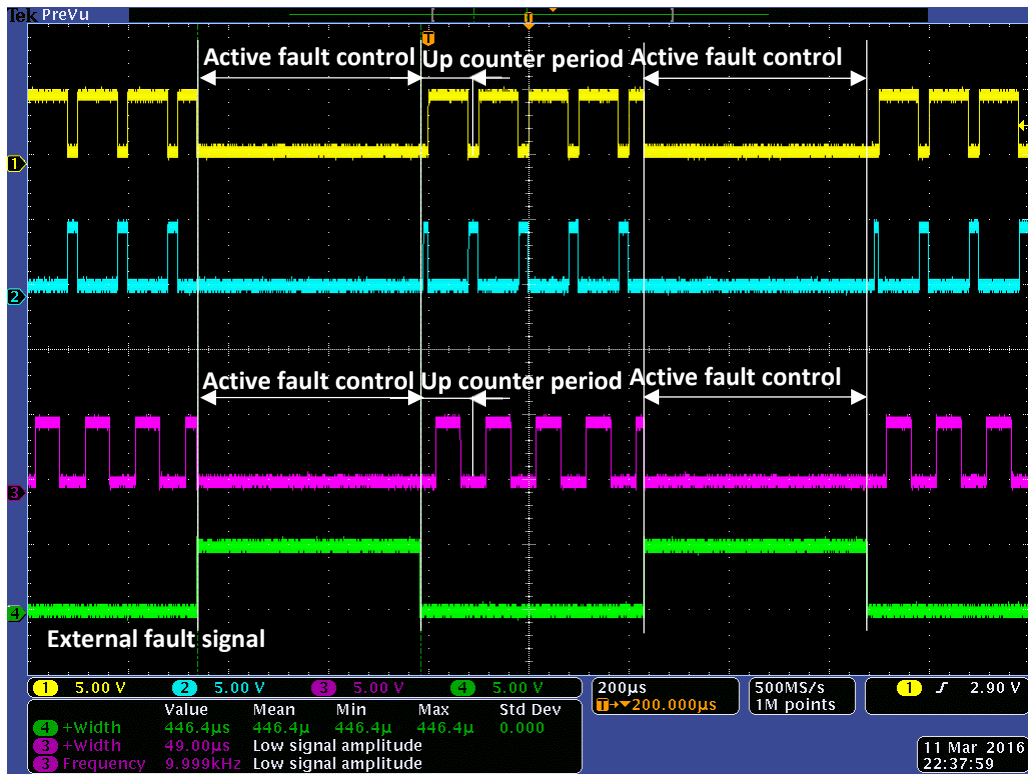 Tek PreVu
T
T
Active fault control Up counter period Active fault control
1
2
Active fault control Up counter period Active fault control
3
4
External fault signal
1 5.00 V 2 5.00 V 3 5.00 V 4 5.00 V
200µs
T→▼200.000µs
500MS/s
1M points
1 2.90 V
Value Mean Min Max Std Dev
4 +Width 446.4µs 446.4µ 446.4µ 446.4µ 0.000
3 +Width 49.00µs Low signal amplitude
3 Frequency 9.999kHz Low signal amplitude
11 Mar 2016
22:37:59